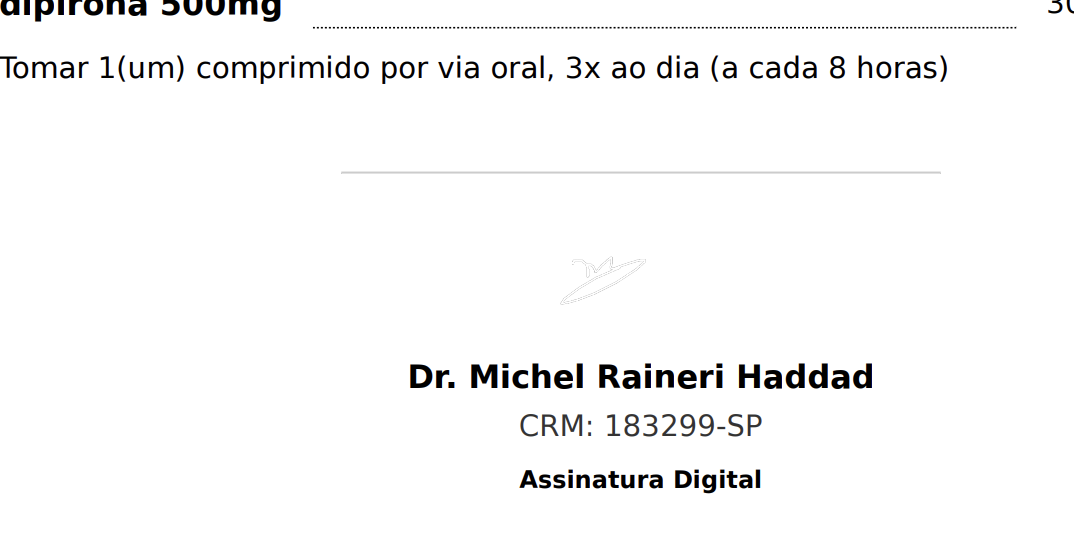 dipirona 500mg
Tomar 1(um) comprimido por via oral, 3x ao dia (a cada 8 horas)
Dr. Michel Raineri Haddad
CRM: 183299-SP
Assinatura Digital